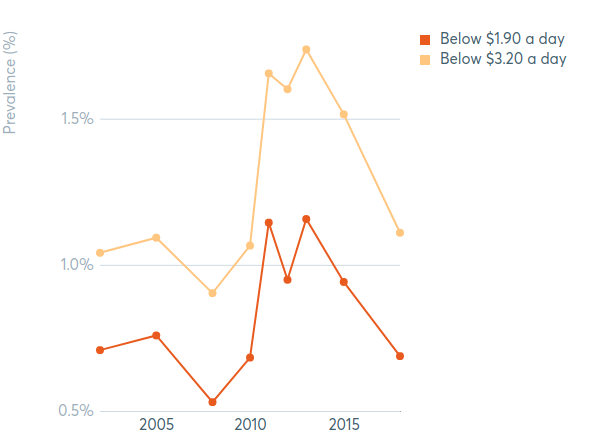 Prevalence (%)
Below $1.90 a day
Below $3.20 a day
1.5%
1.0%
0.5%
2005 2010 2015